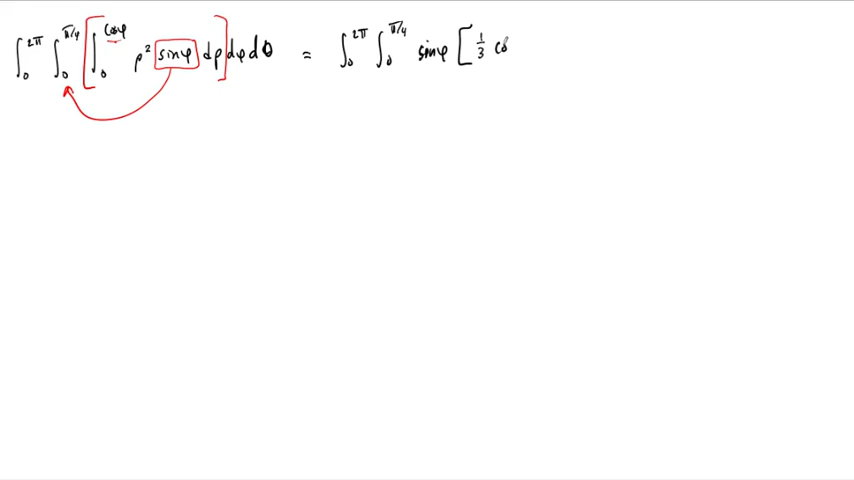 ∫₀^{2π} ∫₀^{π/4} [ ∫₀^{cosφ} ρ² sinφ dρ ] dφ dθ = ∫₀^{2π} ∫₀^{π/4} sinφ [ 1/3 co